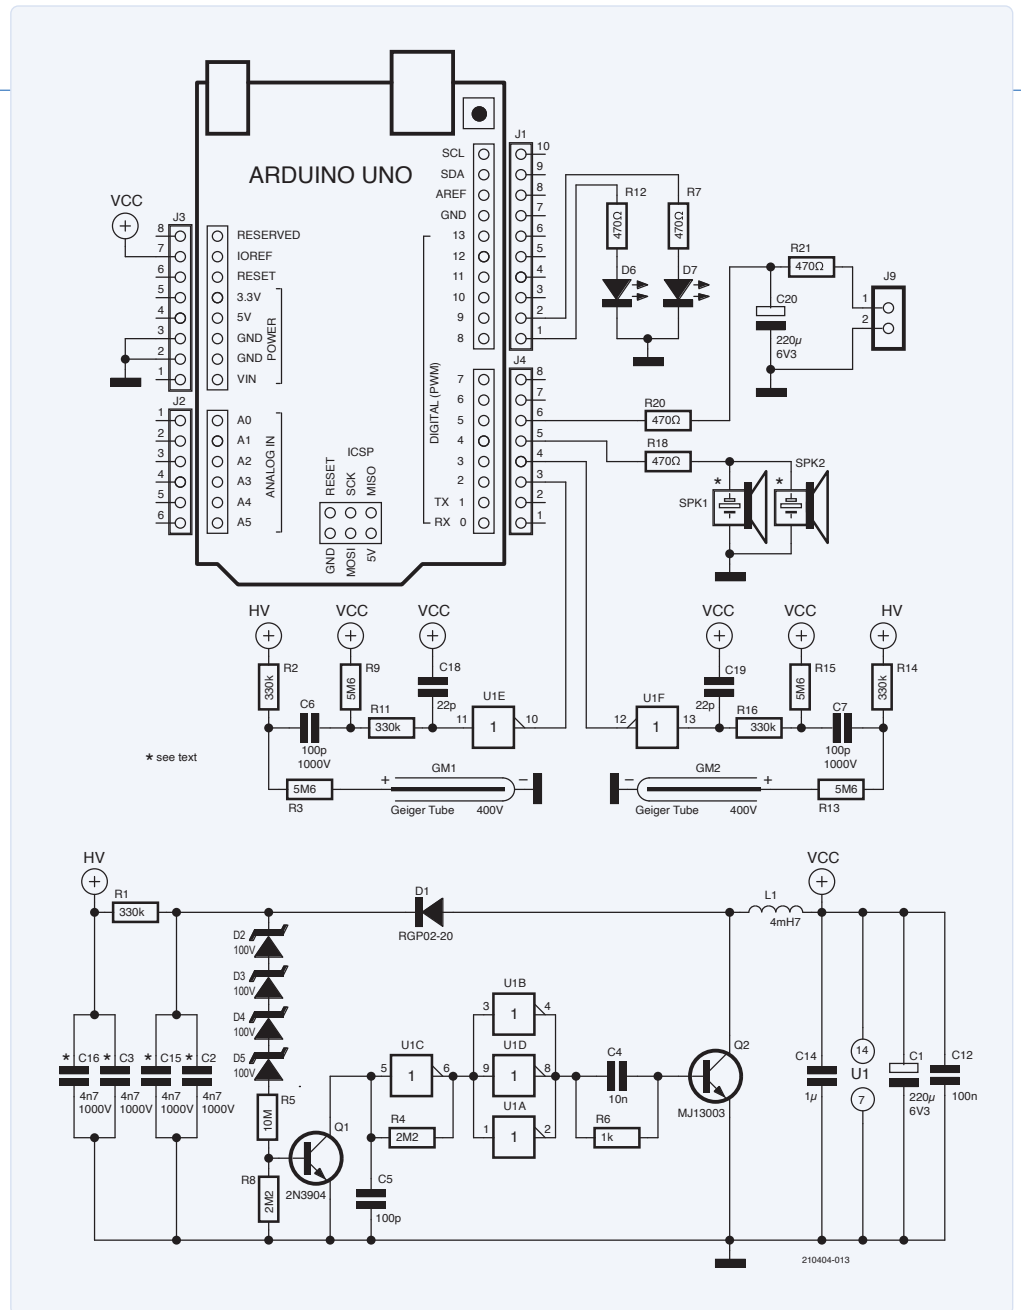 ARDUINO UNO
VCC
J3
8
7
6
5
4
3
2
1
RESERVED
IOREF
RESET
3.3V
5V
GND
GND
VIN
POWER
J2
1
2
3
4
5
6
A0
A1
A2
A3
A4
A5
ANALOG IN
ICSP
RESET
SCK
MISO
GND
MOSI
5V
SCL
SDA
AREF
GND
13
12
11
10
9
8
DIGITAL (PWM)
7
6
5
4
3
2
TX 1
RX 0
J1
10
9
8
7
6
5
4
3
2
1
J4
8
7
6
5
4
3
2
1
R12
470Ω
R7
470Ω
D6
D7
R21
470Ω
C20
220µ
6V3
J9
1
2
R20
470Ω
R18
470Ω
SPK1
*
SPK2
*
HV
R2
330k
VCC
R9
5M6
VCC
C18
22p
C6
100p
1000V
R11
330k
U1E
11
1
10
* see text
R3
5M6
+
GM1
−
Geiger Tube
400V
VCC
C19
22p
VCC
R15
5M6
HV
R14
330k
U1F
12
1
13
R16
330k
C7
100p
1000V
−
GM2
+
Geiger Tube
400V
5M6
R13
HV
R1
330k
D1
RGP02-20
L1
4mH7
VCC
D2
100V
D3
100V
D4
100V
D5
100V
* C16
4n7
1000V
* C3
4n7
1000V
* C15
4n7
1000V
* C2
4n7
1000V
R5
10M
R8
2M2
Q1
2N3904
U1C
5
1
6
R4
2M2
C5
100p
U1B
3
1
4
U1D
9
1
8
U1A
1
1
2
C4
10n
R6
1k
Q2
MJ13003
C14
1µ
14
U1
7
C1
220µ
6V3
C12
100n
210404-013